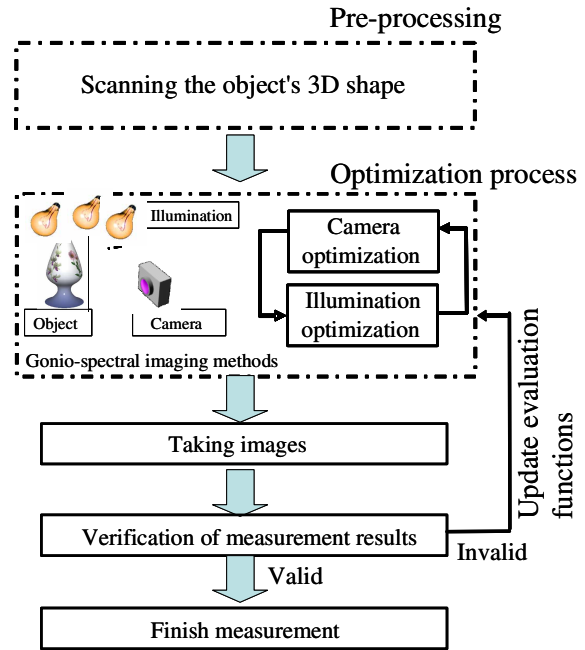 Pre-processing
Scanning the object's 3D shape
Optimization process
Illumination
Camera
optimization
Illumination
optimization
Object
Camera
Gonio-spectral imaging methods
Update evaluation
functions
Taking images
Verification of measurement results
Invalid
Valid
Finish measurement